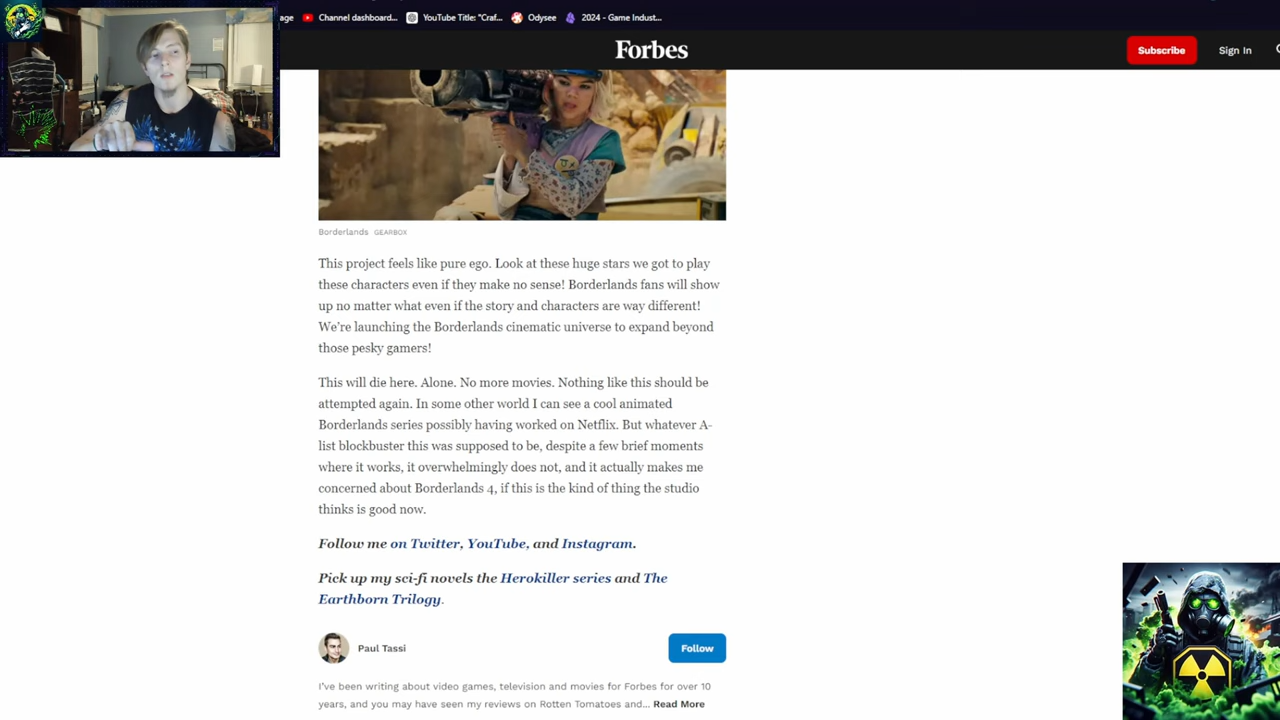 age
Channel dashboard...
YouTube Title: "Craf...
Odysee
2024 - Game Indust...
Forbes
Subscribe
Sign In
Borderlands GEARBOX
This project feels like pure ego. Look at these huge stars we got to play
these characters even if they make no sense! Borderlands fans will show
up no matter what even if the story and characters are way different!
We're launching the Borderlands cinematic universe to expand beyond
those pesky gamers!
This will die here. Alone. No more movies. Nothing like this should be
attempted again. In some other world I can see a cool animated
Borderlands series possibly having worked on Netflix. But whatever A-
list blockbuster this was supposed to be, despite a few brief moments
where it works, it overwhelmingly does not, and it actually makes me
concerned about Borderlands 4, if this is the kind of thing the studio
thinks is good now.
Follow me on Twitter, YouTube, and Instagram.
Pick up my sci-fi novels the Herokiller series and The
Earthborn Trilogy.
Paul Tassi
Follow
I've been writing about video games, television and movies for Forbes for over 10
years, and you may have seen my reviews on Rotten Tomatoes and... Read More